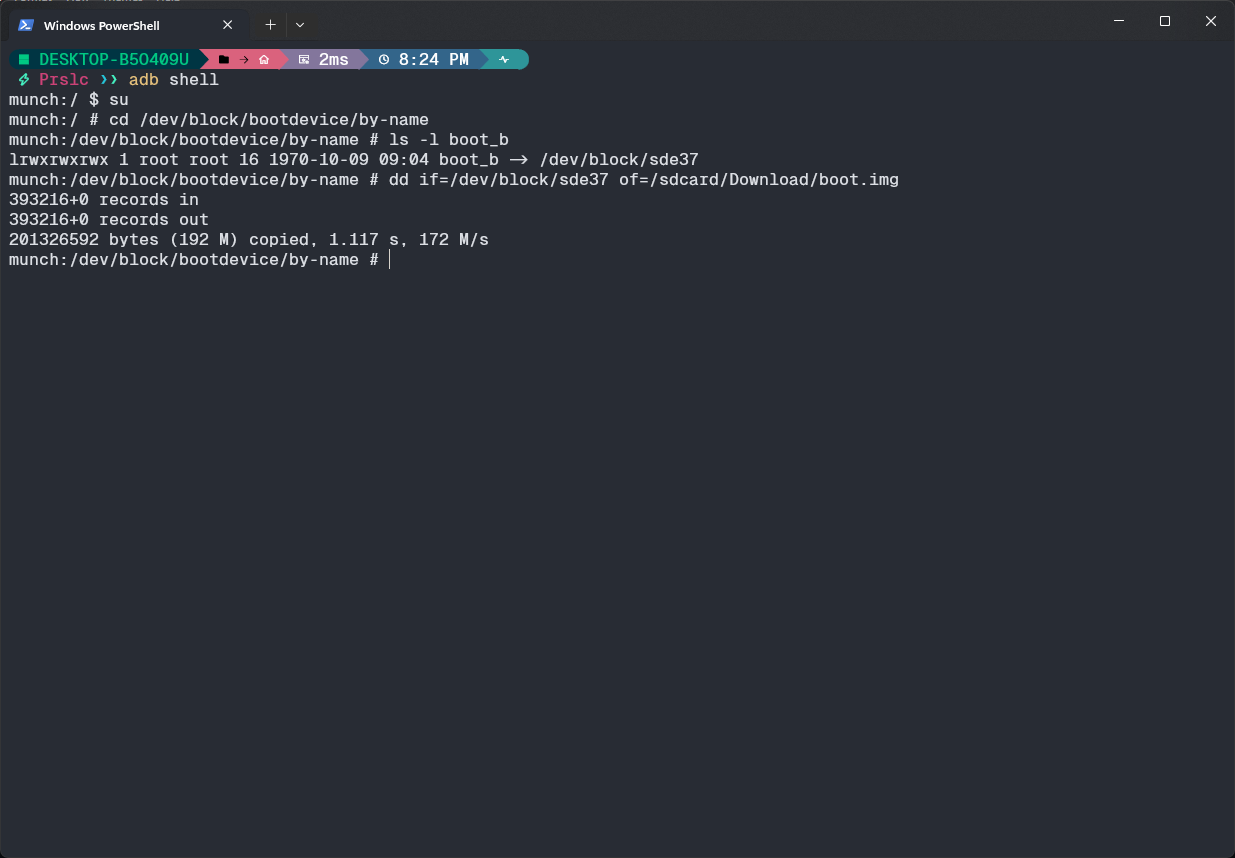 Windows PowerShell
DESKTOP-B5O409U 2ms 8:24 PM
Prslc ❯❯ adb shell
munch:/ $ su
munch:/ # cd /dev/block/bootdevice/by-name
munch:/dev/block/bootdevice/by-name # ls -l boot_b
lrwxrwxrwx 1 root root 16 1970-10-09 09:04 boot_b -> /dev/block/sde37
munch:/dev/block/bootdevice/by-name # dd if=/dev/block/sde37 of=/sdcard/Download/boot.img
393216+0 records in
393216+0 records out
201326592 bytes (192 M) copied, 1.117 s, 172 M/s
munch:/dev/block/bootdevice/by-name #